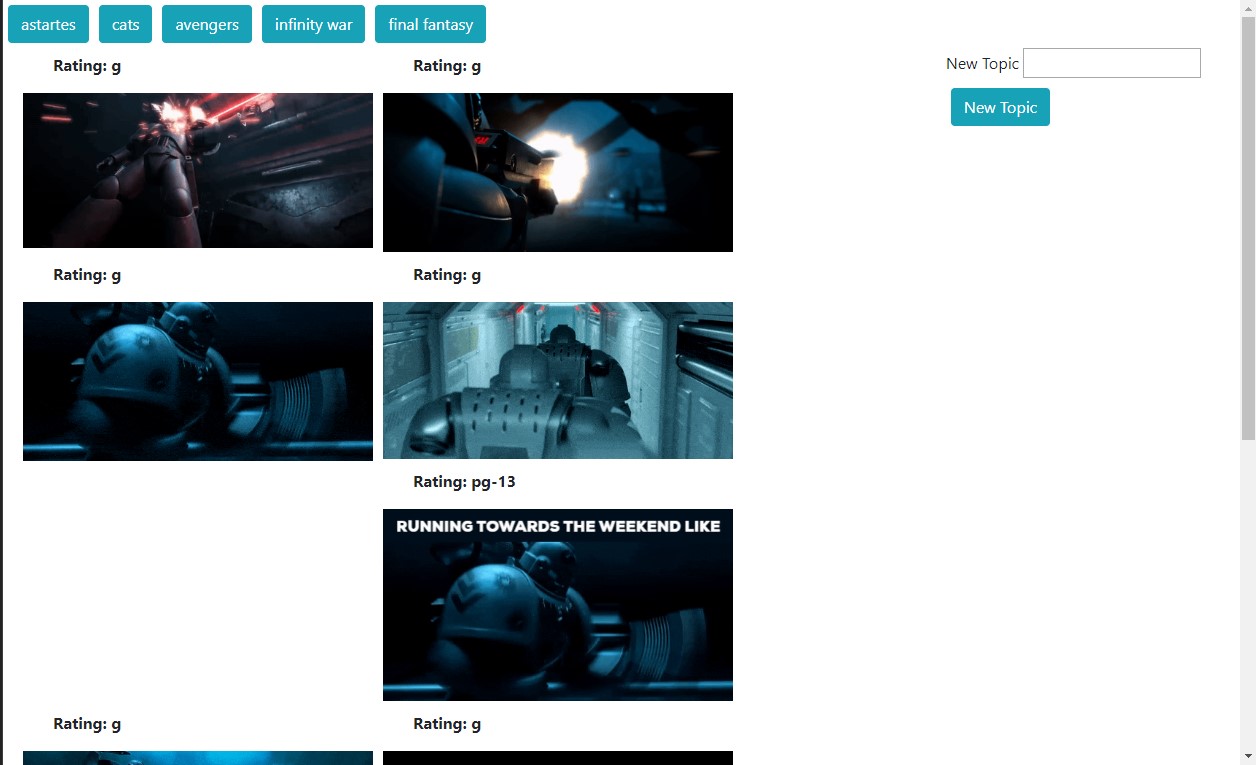 astartes cats avengers infinity war final fantasy
Rating: g Rating: g
New Topic
New Topic
Rating: g Rating: g
Rating: pg-13
RUNNING TOWARDS THE WEEKEND LIKE
Rating: g Rating: g